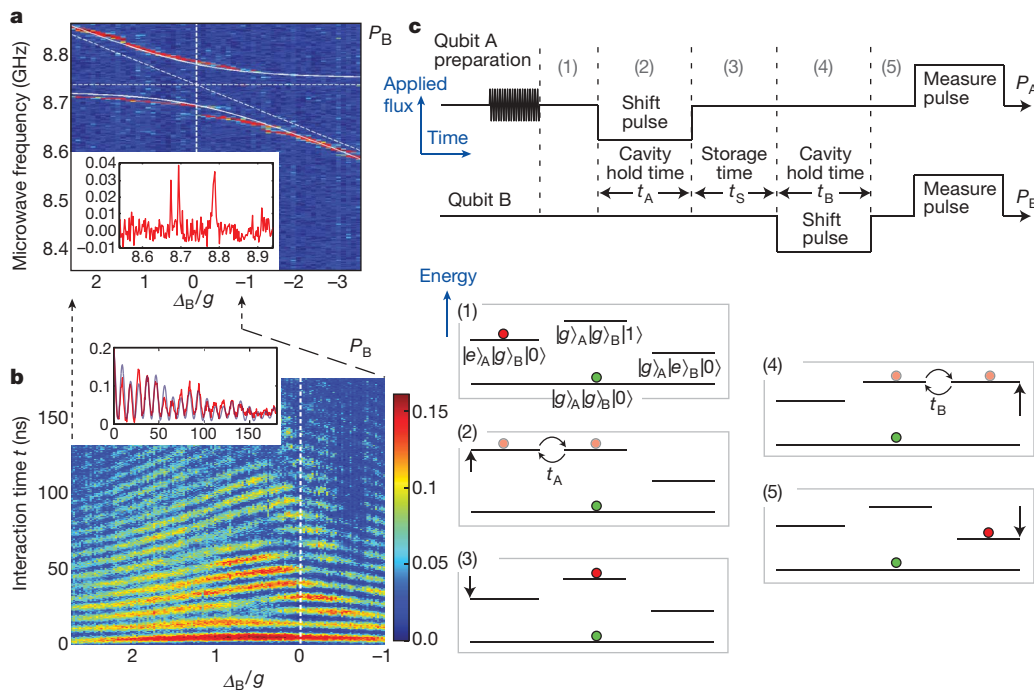 a
P_B
Microwave frequency (GHz)
8.8
8.7
8.6
8.5
8.4
0.04
0.03
0.02
0.01
0.00
−0.01
8.6 8.7 8.8 8.9
2 1 0 −1 −2 −3
Δ_B/g
b
P_B
0.2
0.1
0
0 50 100 150
Interaction time t (ns)
150
100
50
0
2 1 0 −1
Δ_B/g
0.15
0.1
0.05
0.0
c
Qubit A
preparation
(1) (2) (3) (4) (5)
Applied
flux
Time
Shift
pulse
Measure
pulse
P_A
Cavity
hold time
t_A
Storage
time
t_S
Cavity
hold time
t_B
Qubit B
Shift
pulse
Measure
pulse
P_B
Energy
(1)
|e⟩_A|g⟩_B|0⟩
|g⟩_A|g⟩_B|1⟩
|g⟩_A|e⟩_B|0⟩
|g⟩_A|g⟩_B|0⟩
(2)
t_A
(3)
(4)
t_B
(5)